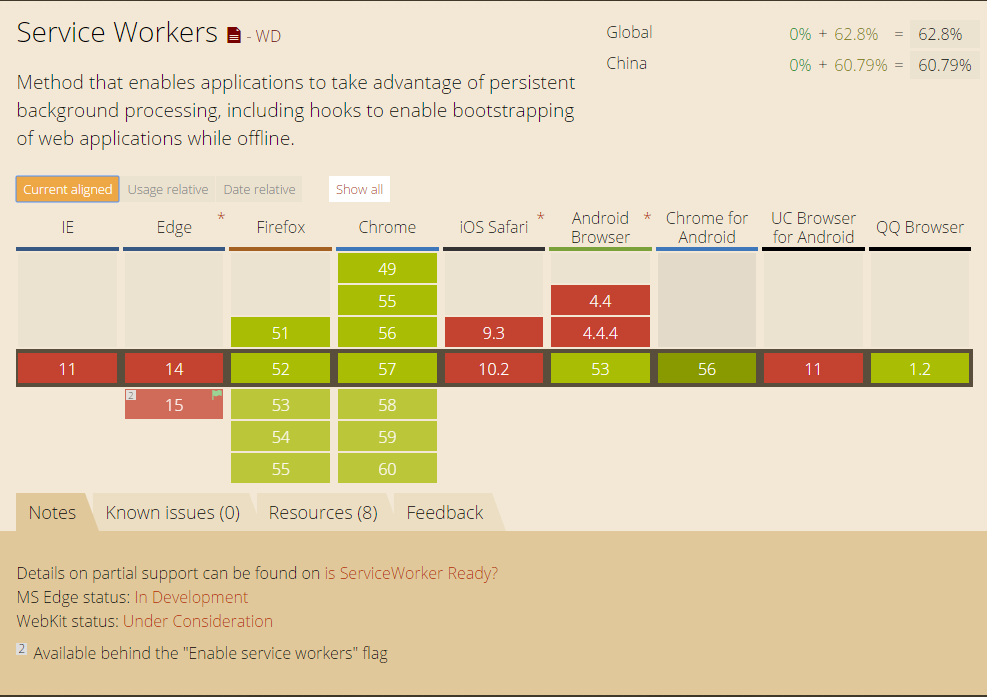 Service Workers - WD
Global 0% + 62.8% = 62.8%
China 0% + 60.79% = 60.79%
Method that enables applications to take advantage of persistent
background processing, including hooks to enable bootstrapping
of web applications while offline.
Current aligned Usage relative Date relative Show all
IE Edge * Firefox Chrome iOS Safari * Android Browser * Chrome for Android UC Browser for Android QQ Browser
49
55 4.4
51 56 9.3 4.4.4
11 14 52 57 10.2 53 56 11 1.2
2 15 53 58
54 59
55 60
Notes Known issues (0) Resources (8) Feedback
Details on partial support can be found on is ServiceWorker Ready?
MS Edge status: In Development
WebKit status: Under Consideration
2 Available behind the "Enable service workers" flag